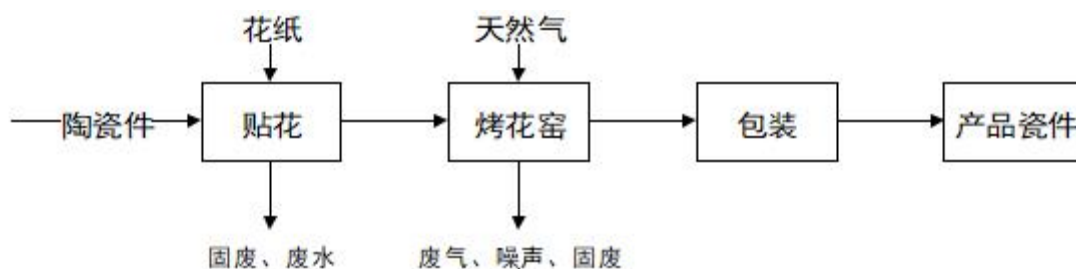 花纸
天然气
陶瓷件
贴花
烤花窑
包装
产品瓷件
固废、废水
废气、噪声、固废